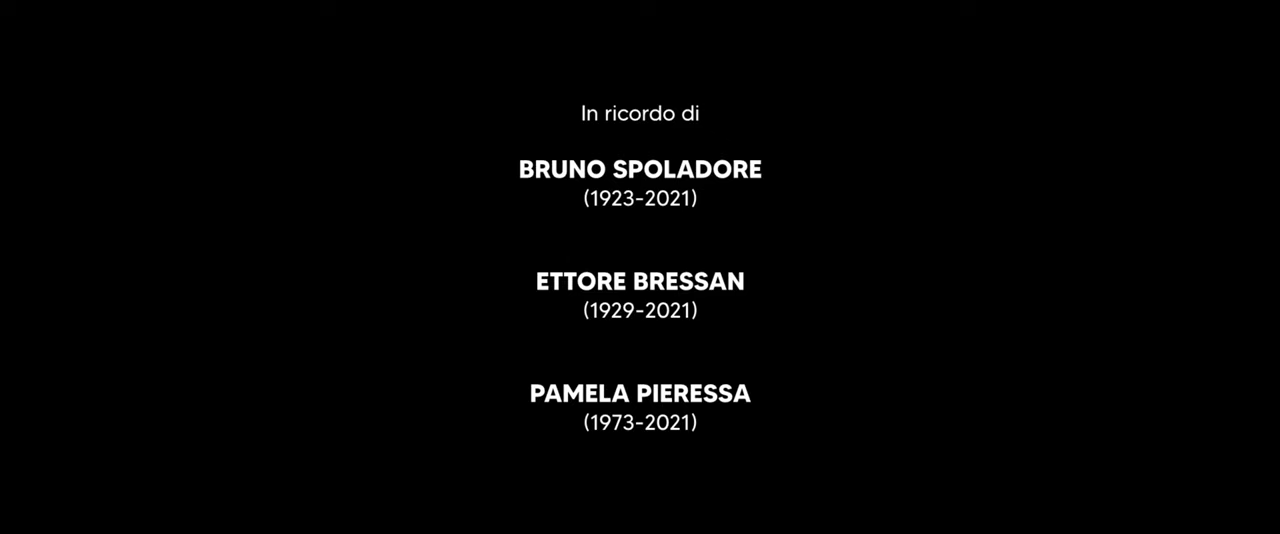 In ricordo di
BRUNO SPOLADORE
(1923-2021)
ETTORE BRESSAN
(1929-2021)
PAMELA PIERESSA
(1973-2021)